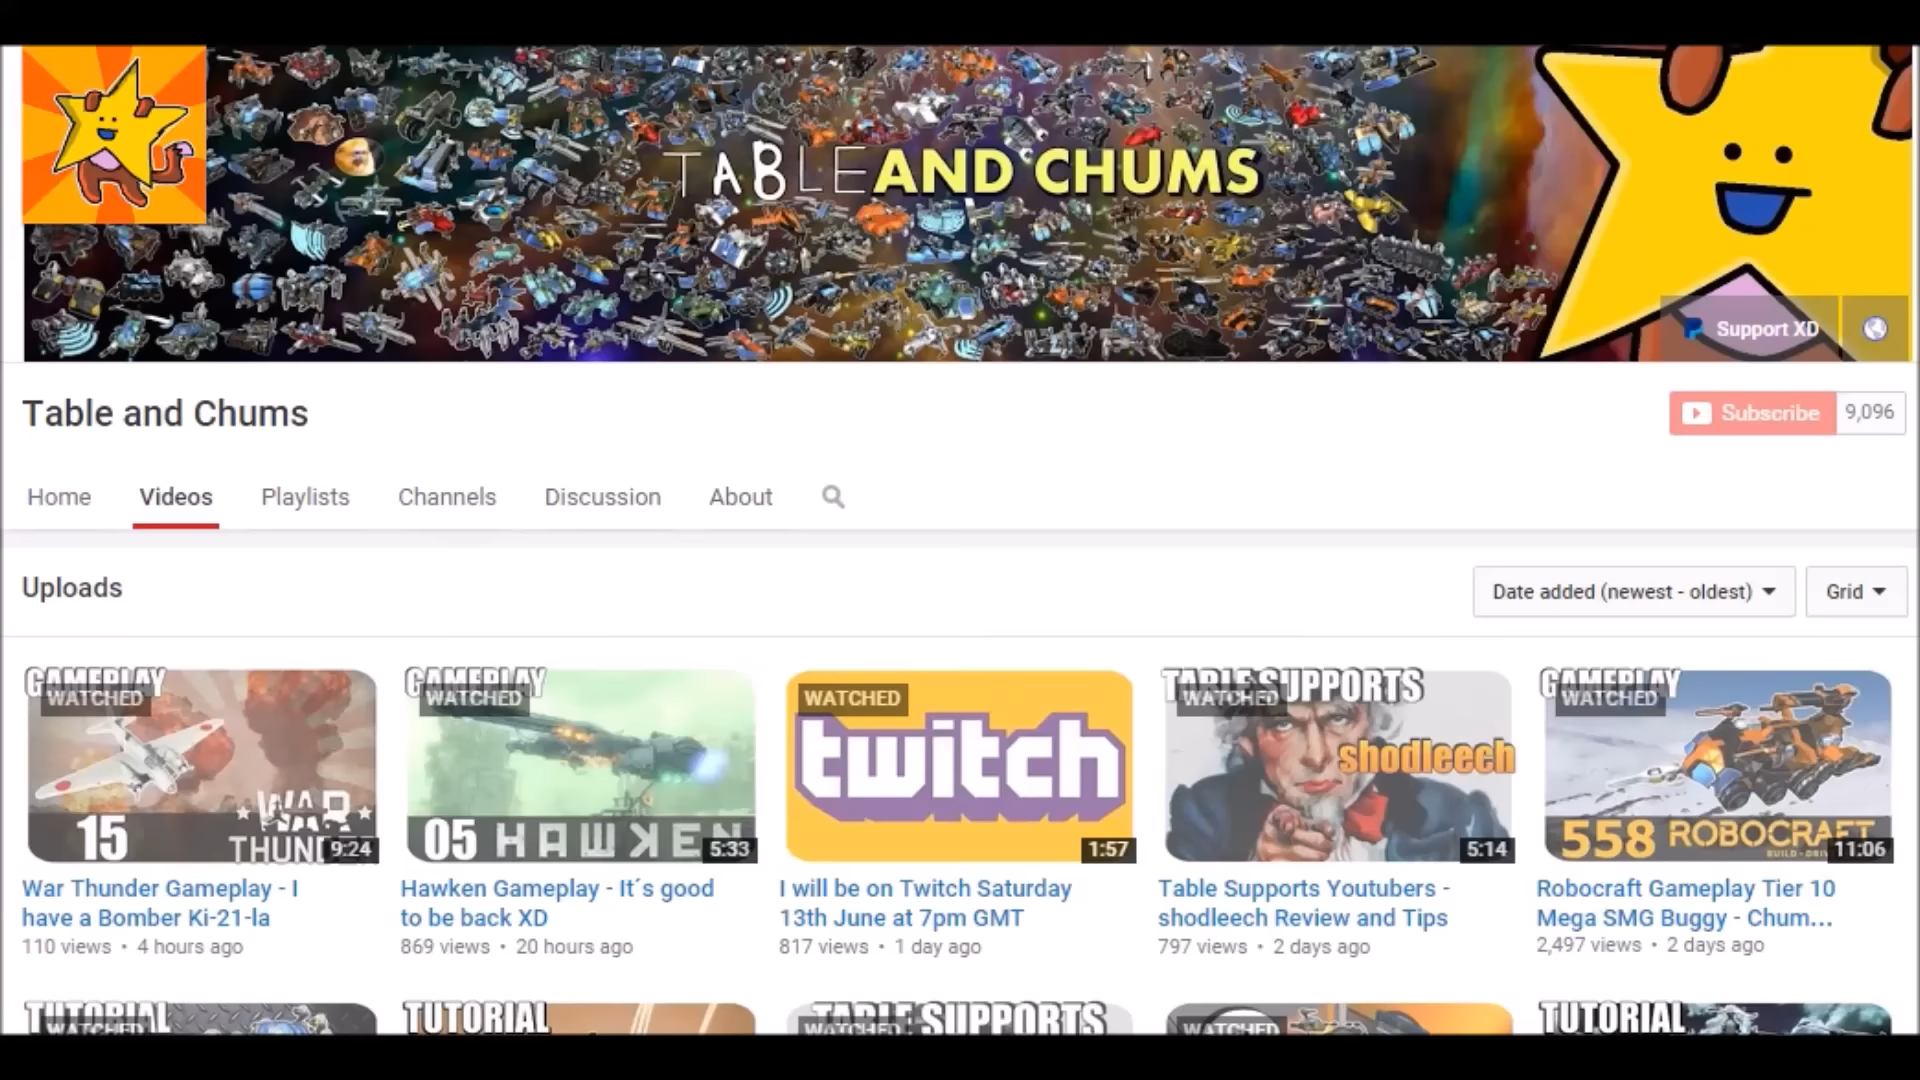 TABLE AND CHUMS
Support XD
Table and Chums
Subscribe 9,096
Home Videos Playlists Channels Discussion About
Uploads
Date added (newest - oldest) Grid
GAMEPLAY
WATCHED
15
WAR
9:24
War Thunder Gameplay - I
have a Bomber Ki-21-Ia
110 views • 4 hours ago
GAMEPLAY
WATCHED
05 HAWKEN
5:33
Hawken Gameplay - It´s good
to be back XD
869 views • 20 hours ago
WATCHED
twitch
1:57
I will be on Twitch Saturday
13th June at 7pm GMT
817 views • 1 day ago
TABLE SUPPORTS
WATCHED
shodleech
5:14
Table Supports Youtubers -
shodleech Review and Tips
797 views • 2 days ago
GAMEPLAY
WATCHED
558 ROBOCRAFT
11:06
Robocraft Gameplay Tier 10
Mega SMG Buggy - Chum...
2,497 views • 2 days ago
TUTORIAL
WATCHED
TUTORIAL
TABLE SUPPORTS
WATCHED
WATCHED
TUTORIAL